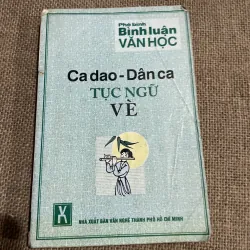 Phê bình
Bình luận
VĂN HỌC
Ca dao - Dân ca
TỤC NGỮ
VÈ
NHÀ XUẤT BẢN VĂN NGHỆ THÀNH PHỐ HỒ CHÍ MINH